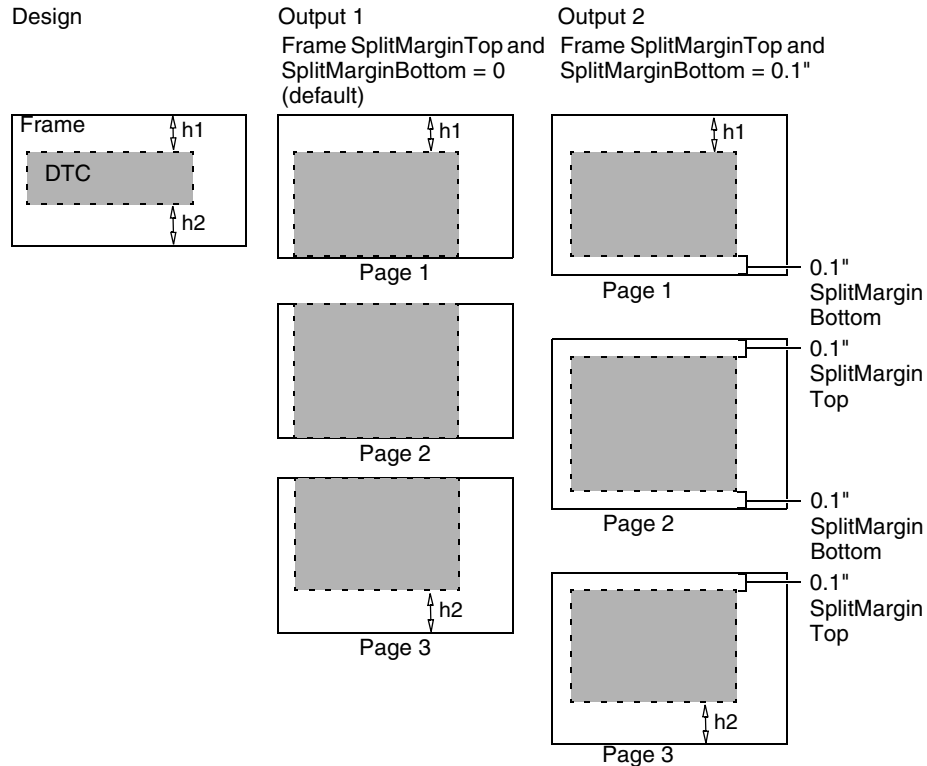 Design
Output 1
Frame SplitMarginTop and
SplitMarginBottom = 0
(default)
Output 2
Frame SplitMarginTop and
SplitMarginBottom = 0.1"
Frame
h1
DTC
h2
h1
Page 1
Page 2
h2
Page 3
h1
Page 1
0.1"
SplitMargin
Bottom
0.1"
SplitMargin
Top
Page 2
0.1"
SplitMargin
Bottom
0.1"
SplitMargin
Top
h2
Page 3